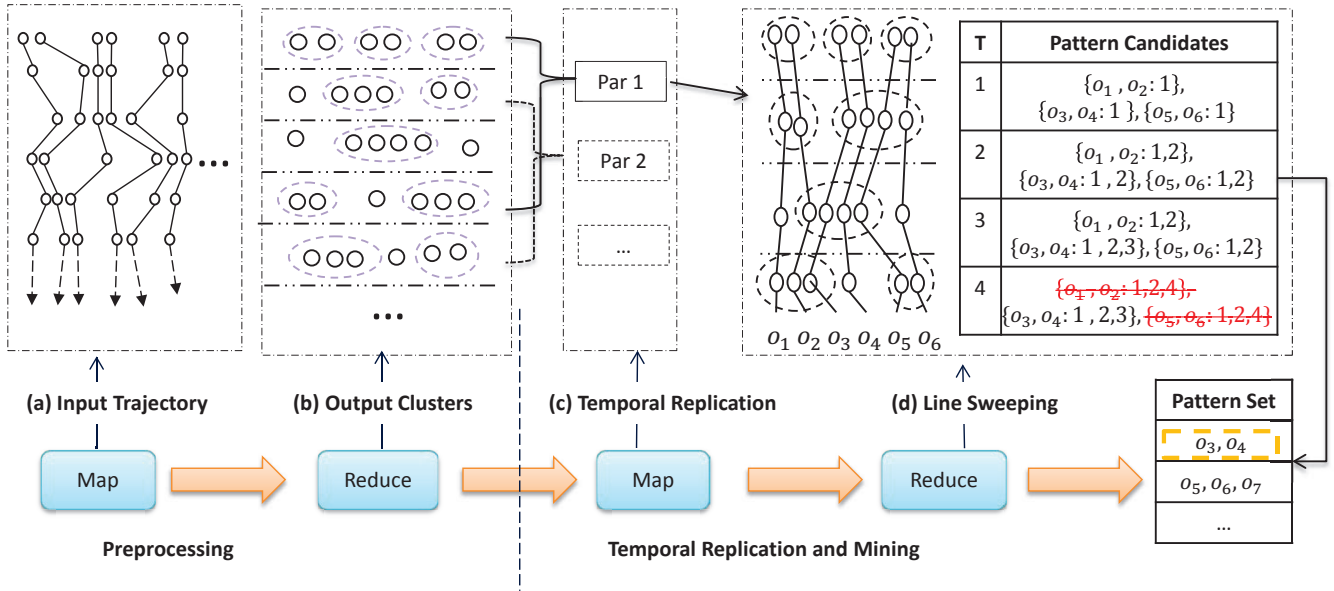 T Pattern Candidates
1 {o₁ , o₂: 1},
{o₃, o₄: 1 }, {o₅, o₆: 1}
2 {o₁ , o₂: 1,2},
{o₃, o₄: 1 , 2}, {o₅, o₆: 1,2}
3 {o₁ , o₂: 1,2},
{o₃, o₄: 1 , 2,3}, {o₅, o₆: 1,2}
4 {o₁ , o₂: 1,2,4},
{o₃, o₄: 1 , 2,3}, {o₅, o₆: 1,2,4}
Par 1
Par 2
...
...
...
o₁ o₂ o₃ o₄ o₅ o₆
(a) Input Trajectory
(b) Output Clusters
(c) Temporal Replication
(d) Line Sweeping
Map
Reduce
Map
Reduce
Pattern Set
o₃, o₄
o₅, o₆, o₇
...
Preprocessing
Temporal Replication and Mining